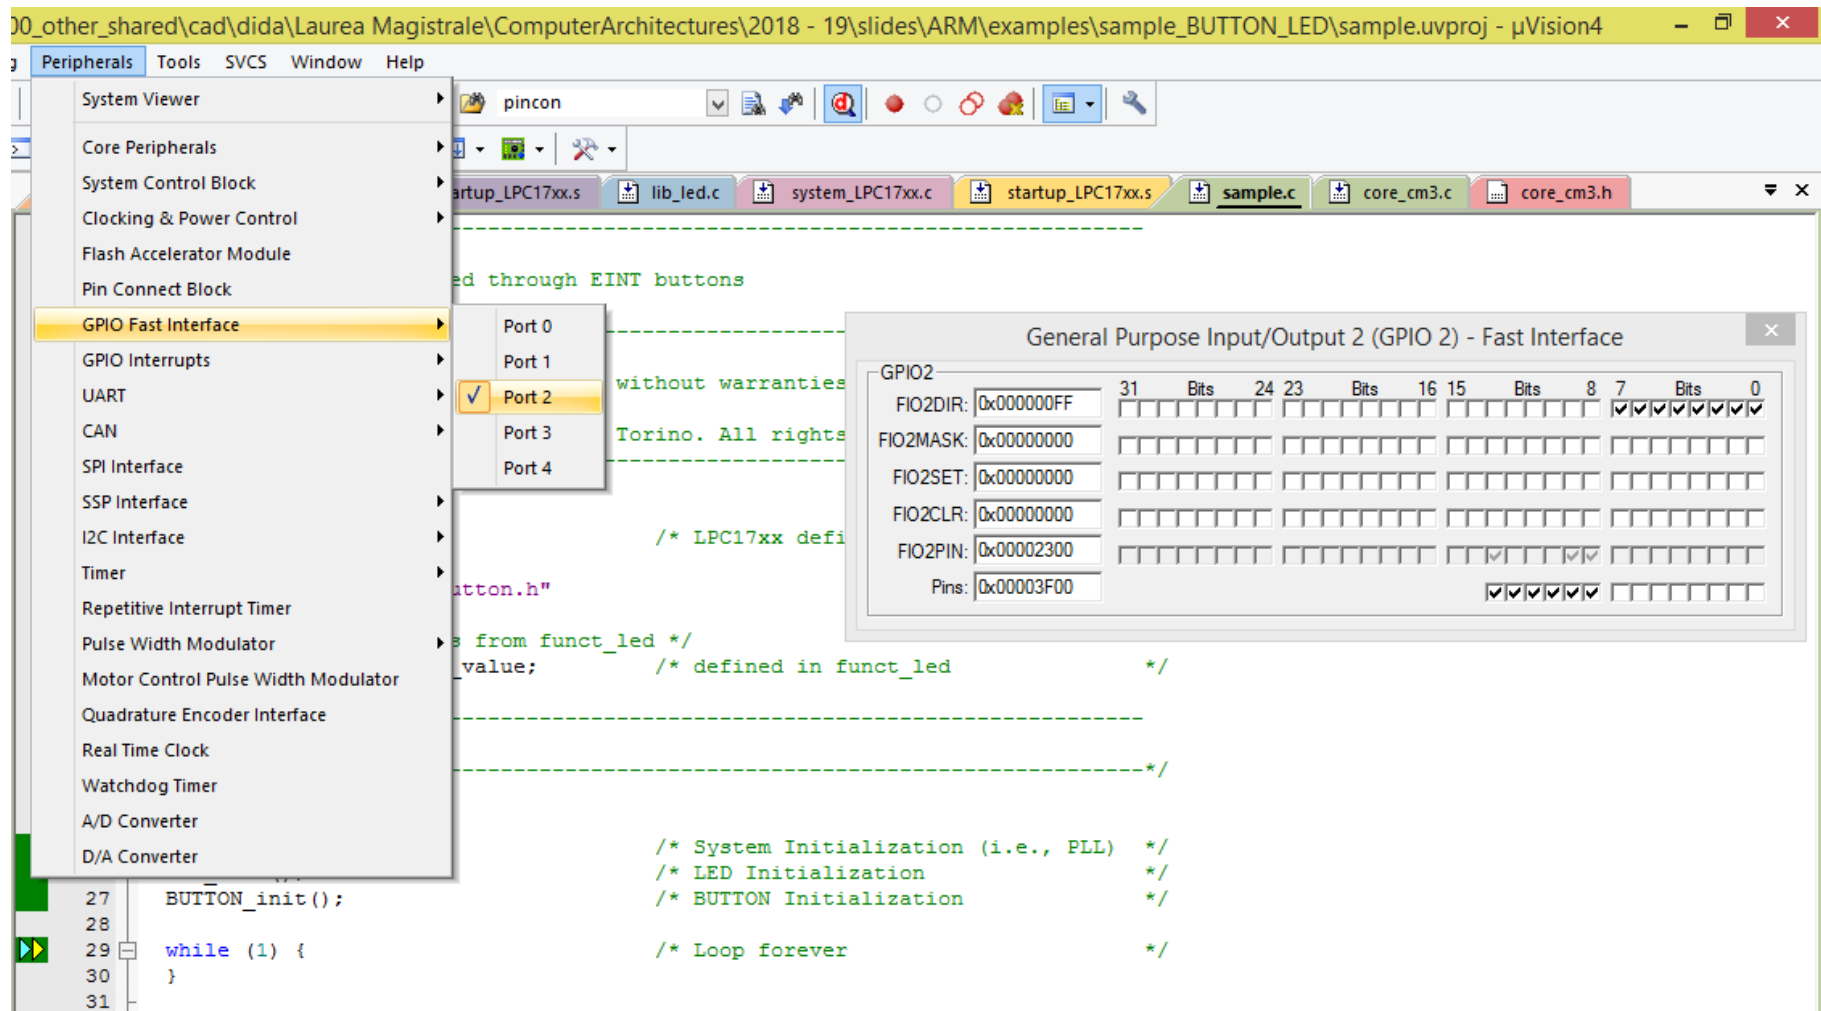 00_other_shared\cad\dida\Laurea Magistrale\ComputerArchitectures\2018 - 19\slides\ARM\examples\sample_BUTTON_LED\sample.uvproj - µVision4
g Peripherals Tools SVCS Window Help
System Viewer
pincon
Core Peripherals
System Control Block
artup_LPC17xx.s lib_led.c system_LPC17xx.c startup_LPC17xx.s sample.c core_cm3.c core_cm3.h
Clocking & Power Control
Flash Accelerator Module
Pin Connect Block
GPIO Fast Interface
GPIO Interrupts
UART
CAN
SPI Interface
SSP Interface
I2C Interface
Timer
Repetitive Interrupt Timer
Pulse Width Modulator
Motor Control Pulse Width Modulator
Quadrature Encoder Interface
Real Time Clock
Watchdog Timer
A/D Converter
D/A Converter
Port 0
Port 1
Port 2
Port 3
Port 4
--------------------------------------------------------
ed through EINT buttons
without warranties
Torino. All rights
/* LPC17xx defi
utton.h"
s from funct_led */
_value; /* defined in funct_led */
--------------------------------------------------------
--------------------------------------------------------*/
/* System Initialization (i.e., PLL) */
/* LED Initialization */
27 BUTTON_init(); /* BUTTON Initialization */
28
29 while (1) { /* Loop forever */
30 }
31
General Purpose Input/Output 2 (GPIO 2) - Fast Interface
GPIO2
31 Bits 24 23 Bits 16 15 Bits 8 7 Bits 0
FIO2DIR: 0x000000FF
FIO2MASK: 0x00000000
FIO2SET: 0x00000000
FIO2CLR: 0x00000000
FIO2PIN: 0x00002300
Pins: 0x00003F00